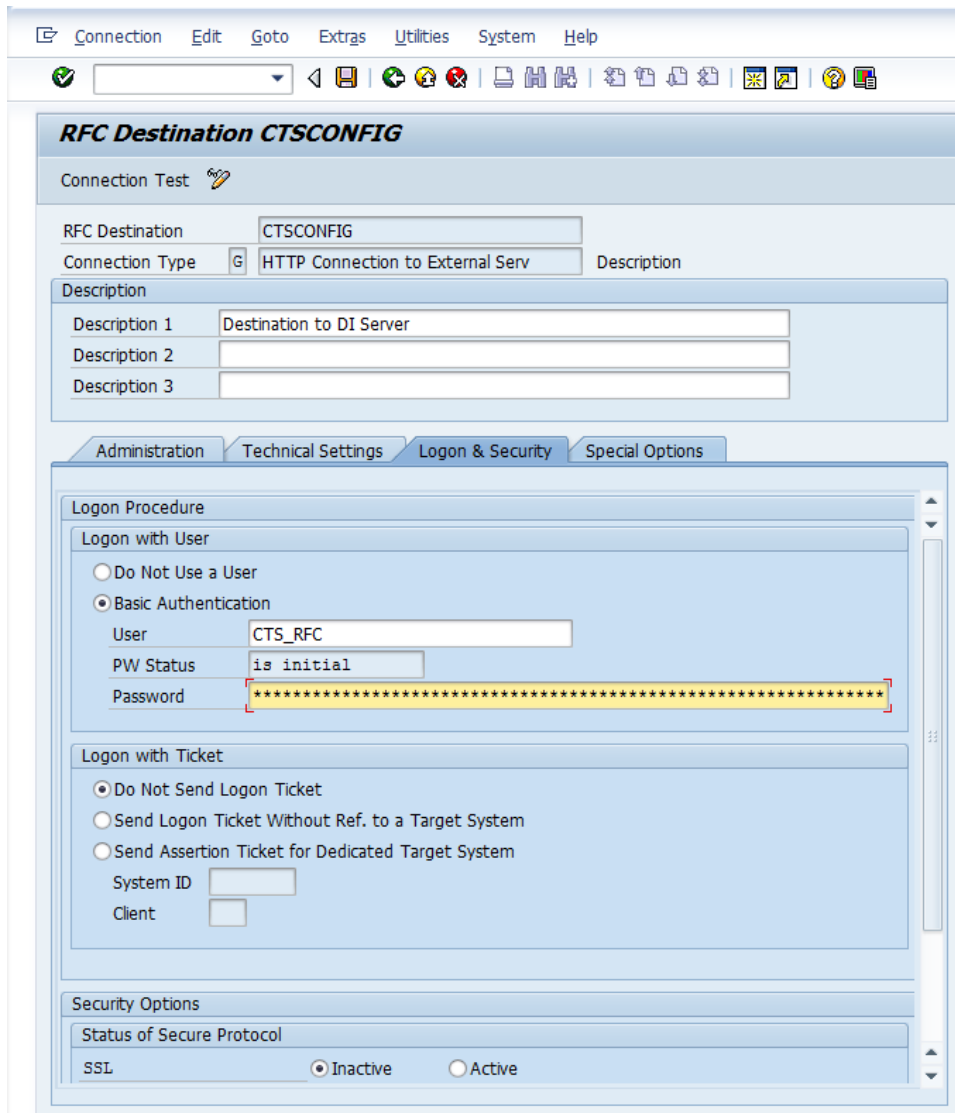 Connection Edit Goto Extras Utilities System Help
RFC Destination CTSCONFIG
Connection Test
RFC Destination CTSCONFIG
Connection Type G HTTP Connection to External Serv Description
Description
Description 1 Destination to DI Server
Description 2
Description 3
Administration Technical Settings Logon & Security Special Options
Logon Procedure
Logon with User
Do Not Use a User
Basic Authentication
User CTS_RFC
PW Status is initial
Password ****************************************************************
Logon with Ticket
Do Not Send Logon Ticket
Send Logon Ticket Without Ref. to a Target System
Send Assertion Ticket for Dedicated Target System
System ID
Client
Security Options
Status of Secure Protocol
SSL Inactive Active